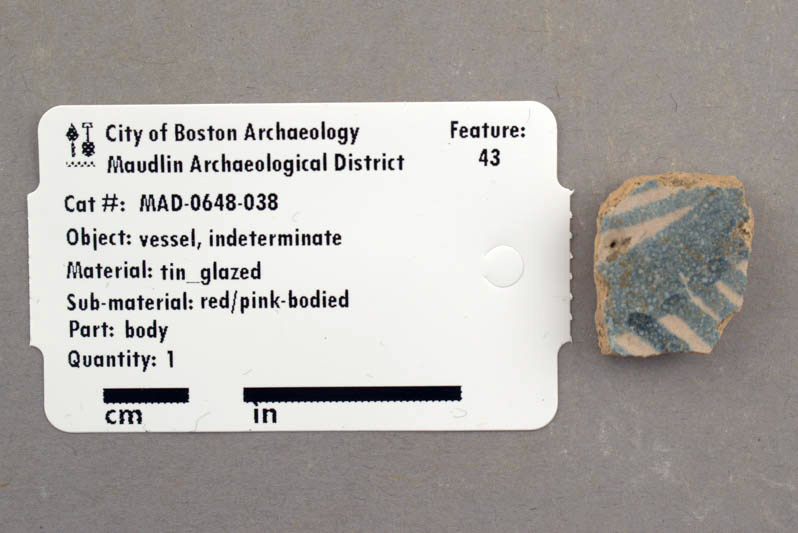 City of Boston Archaeology
Maudlin Archaeological District
Feature:
43
Cat #: MAD-0648-038
Object: vessel, indeterminate
Material: tin_glazed
Sub-material: red/pink-bodied
Part: body
Quantity: 1
cm in